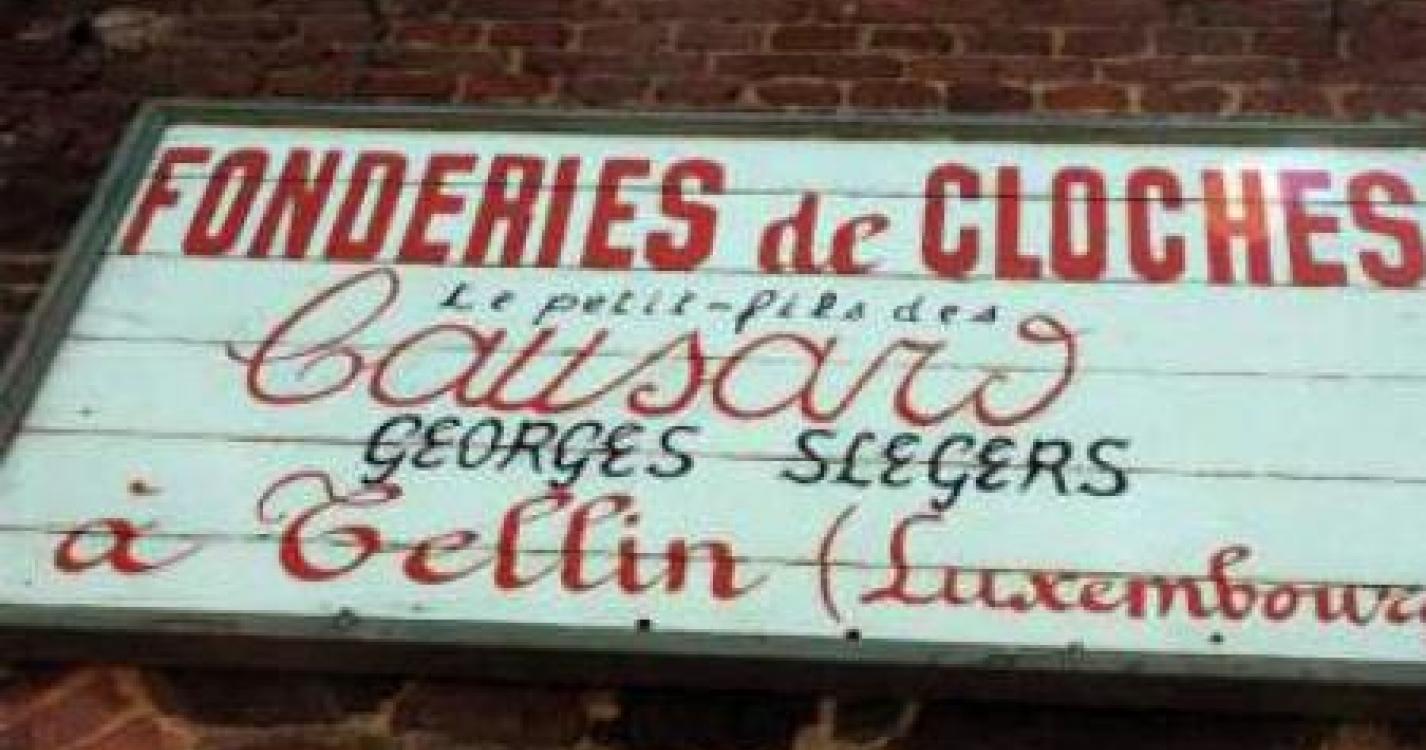 FONDERIES de CLOCHES
Le petit-fils des
Causard
GEORGES SLEGERS
à Tellin (Luxembourg